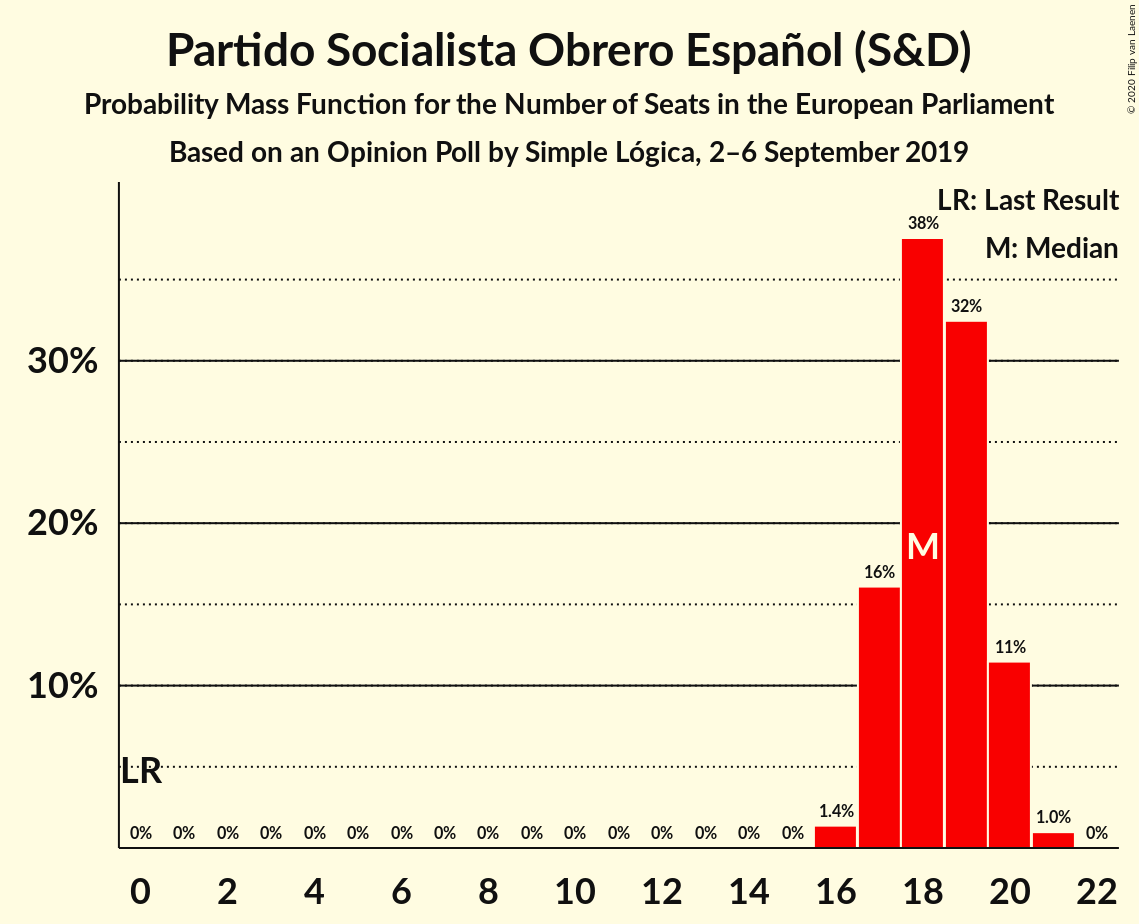 Partido Socialista Obrero Español (S&D)
Probability Mass Function for the Number of Seats in the European Parliament
Based on an Opinion Poll by Simple Lógica, 2–6 September 2019
© 2020 Filip van Laenen
LR: Last Result
M: Median
38%
32%
30%
20%
M
16%
11%
10%
LR
1.4%
1.0%
0% 0% 0% 0% 0% 0% 0% 0% 0% 0% 0% 0% 0% 0% 0% 0% 0%
0 2 4 6 8 10 12 14 16 18 20 22